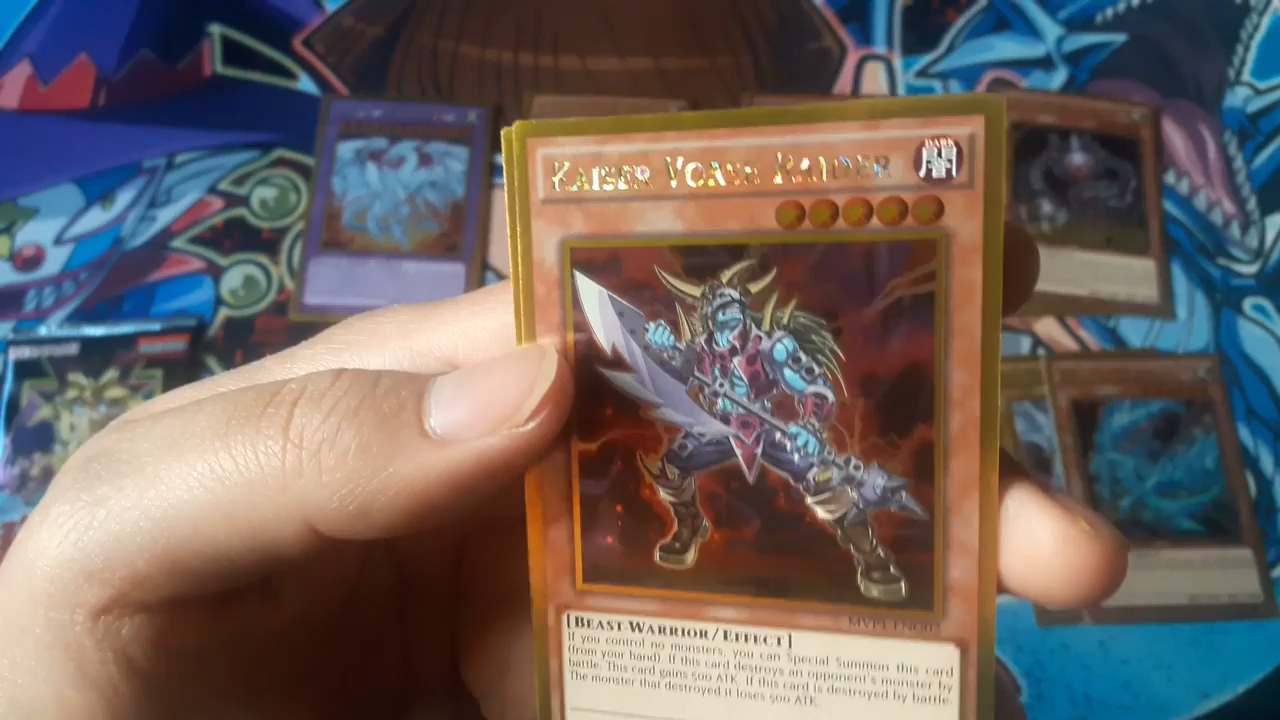 KAISER VORSE RAIDER
DARK
[BEAST-WARRIOR/EFFECT]
If you control no monsters, you can Special Summon this card
(from your hand). If this card destroys an opponent's monster by
battle: This card gains 500 ATK. If this card is destroyed by battle:
The monster that destroyed it loses 500 ATK.